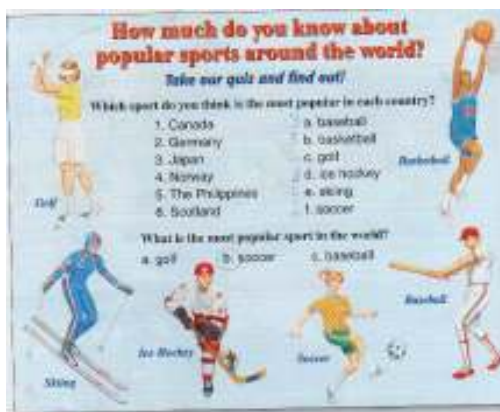 How much do you know about
popular sports around the world?
Take our quiz and find out!
Which sport do you think is the most popular in each country?
1. Canada
2. Germany
3. Japan
4. Norway
5. The Philippines
6. Scotland
a. baseball
b. basketball
c. golf
d. ice hockey
e. skiing
f. soccer
What is the most popular sport in the world?
a. golf b. soccer c. baseball
Golf
Basketball
Skiing
Ice Hockey
Soccer
Baseball